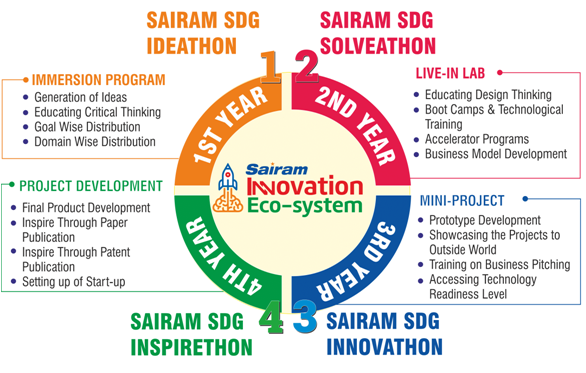 SAIRAM SDG
IDEATHON
1
2
SAIRAM SDG
SOLVEATHON
IMMERSION PROGRAM
Generation of Ideas
Educating Critical Thinking
Goal Wise Distribution
Domain Wise Distribution
1ST YEAR
2ND YEAR
LIVE-IN LAB
Educating Design Thinking
Boot Camps & Technological
Training
Accelerator Programs
Business Model Development
Sairam
Innovation
Eco-system
PROJECT DEVELOPMENT
Final Product Development
Inspire Through Paper
Publication
Inspire Through Patent
Publication
Setting up of Start-up
4TH YEAR
3RD YEAR
MINI-PROJECT
Prototype Development
Showcasing the Projects to
Outside World
Training on Business Pitching
Accessing Technology
Readiness Level
SAIRAM SDG
INSPIRETHON
4
3
SAIRAM SDG
INNOVATHON